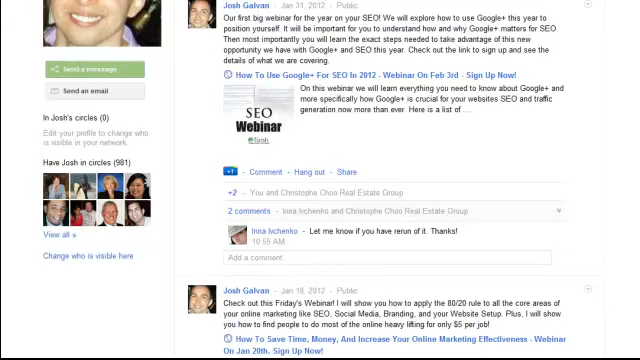 Send a message
Send an email
In Josh's circles (0)
Edit your profile to change who
is visible in your network.
Have Josh in circles (981)
View all »
Change who is visible here
Josh Galvan - Jan 31, 2012 - Public
Our first big webinar for the year on your SEO! We will explore how to use Google+ this year to
position yourself. It will be important for you to understand how and why Google+ matters for SEO.
Then most importantly you will learn the exact steps needed to take advantage of this new
opportunity we have with Google+ and SEO this year. Check out the link to sign up and see the
details of what we are covering.
How To Use Google+ For SEO In 2012 - Webinar On Feb 3rd - Sign Up Now!
SEO
Webinar
On this webinar we will learn everything you need to know about Google+ and
more specifically how Google+ is crucial for your websites SEO and traffic
generation now more than ever. Here is a list of ....
+1 - Comment - Hang out - Share
+2 - You and Christophe Choo Real Estate Group
2 comments - Inna Ivchenko and Christophe Choo Real Estate Group
Inna Ivchenko - Let me know if you have rerun of it. Thanks!
10:55 AM
Add a comment
Josh Galvan - Jan 18, 2012 - Public
Check out this Friday's Webinar! I will show you how to apply the 80/20 rule to all the core areas of
your online marketing like SEO, Social Media, Branding, and your Website Setup. Plus, I will show
you how to find people to do most of the online heavy lifting for only $5 per job!
How To Save Time, Money, And Increase Your Online Marketing Effectiveness - Webinar
On Jan 20th. Sign Up Now!